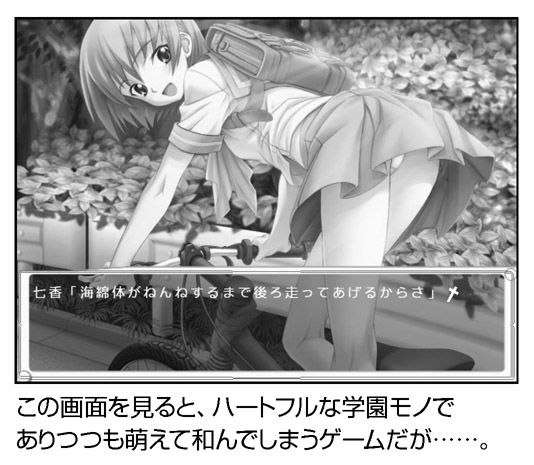 七香「海綿体がねんねするまで後ろ走ってあげるからさ」
この画面を見ると、ハートフルな学園モノで
ありつつも萌えて和んでしまうゲームだが……。